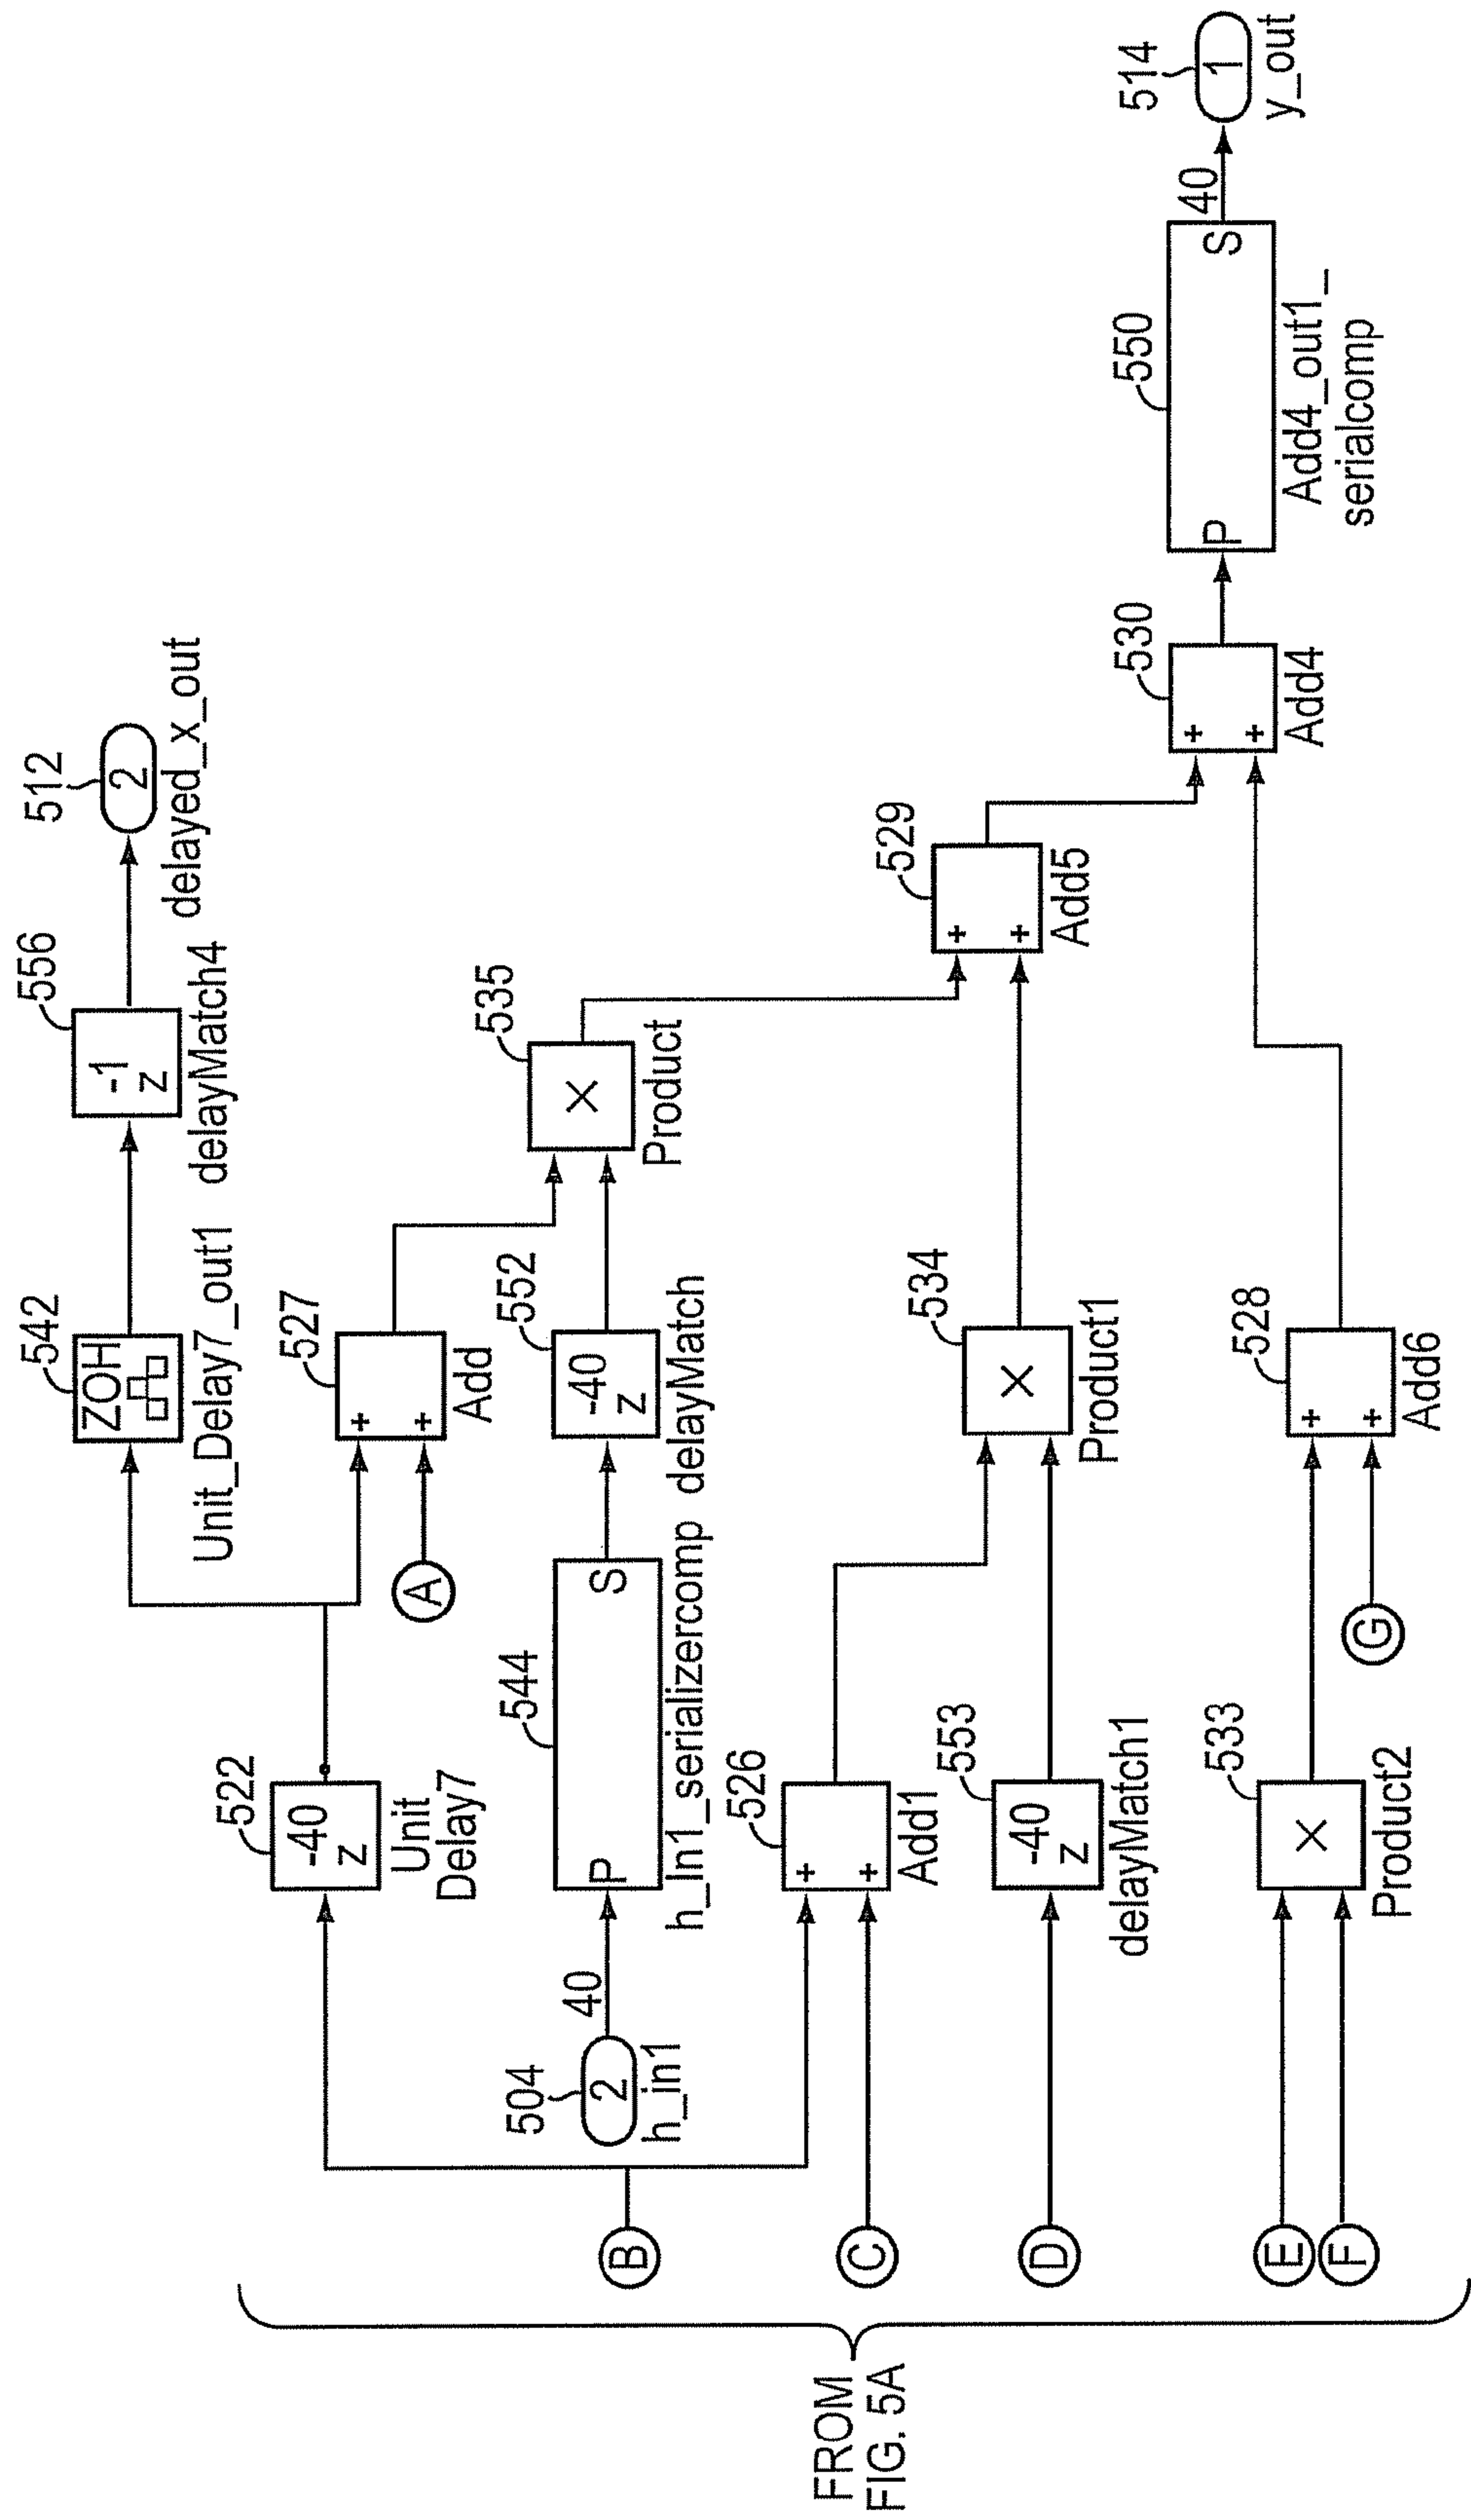 542
ZOH
Unit_Delay7_out1
556
-1
z
delayMatch4
512
2
delayed_x_out
522
-40
z
Unit
Delay7
527
+
+
Add
A
504
2
h_in1
40
544
P
S
h_In1_serializercomp
552
-40
z
delayMatch
535
×
Product
B
C
526
+
+
Add1
D
553
-40
z
delayMatch1
534
×
Product1
529
+
+
Add5
E
F
533
×
Product2
G
528
+
+
Add6
530
+
+
Add4
550
P
S
Add4_out1_
serialcomp
40
514
1
y_out
FROM
FIG. 5A